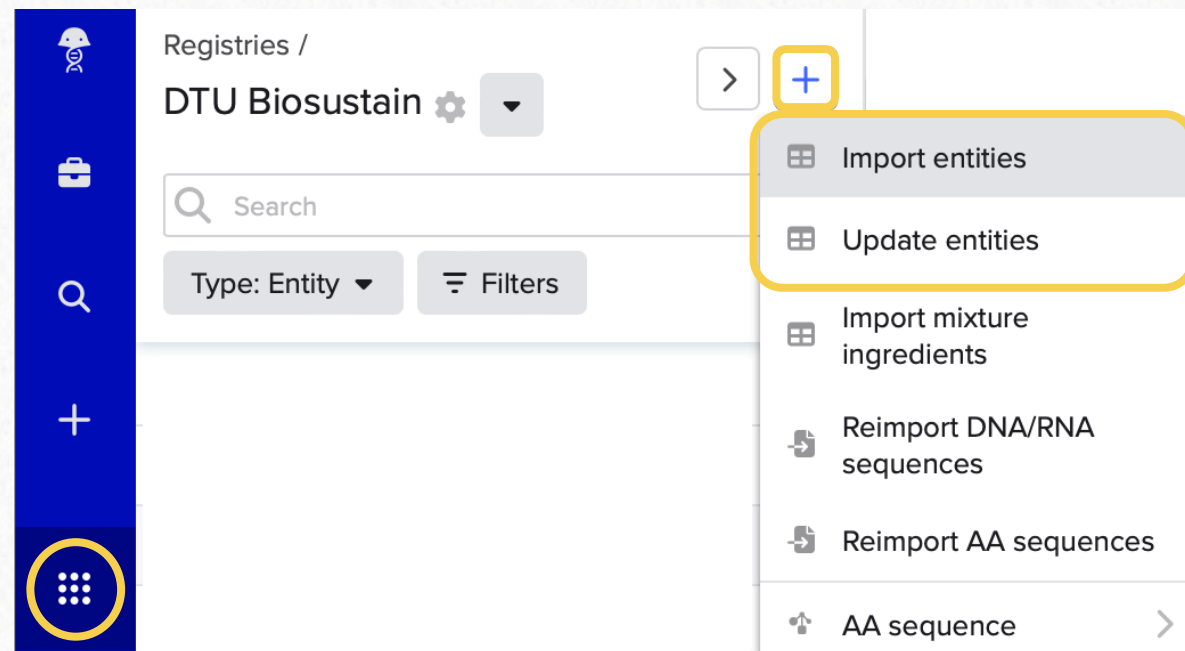 Registries /
DTU Biosustain
Search
Type: Entity
Filters
Import entities
Update entities
Import mixture
ingredients
Reimport DNA/RNA
sequences
Reimport AA sequences
AA sequence